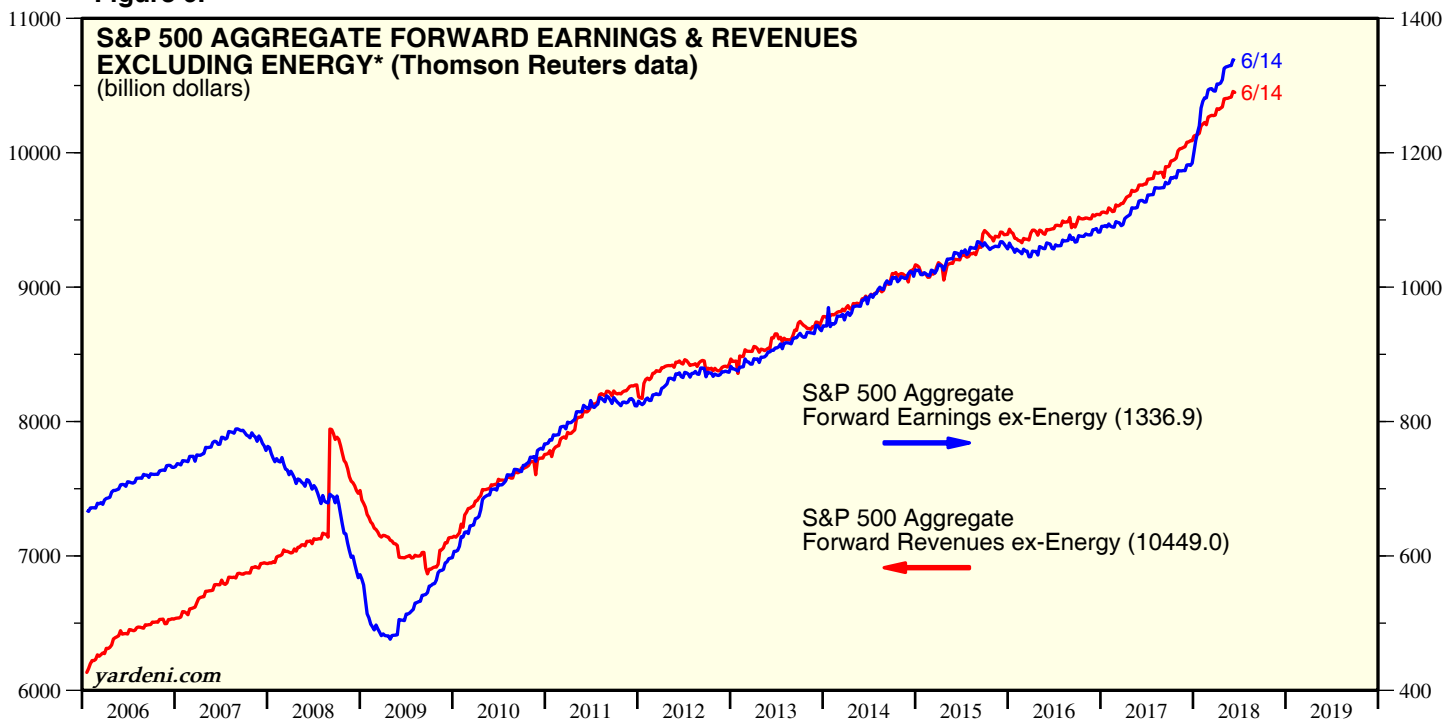 S&P 500 AGGREGATE FORWARD EARNINGS & REVENUES
EXCLUDING ENERGY* (Thomson Reuters data)
(billion dollars)
11000
10000
9000
8000
7000
6000
1400
1200
1000
800
600
400
6/14
6/14
S&P 500 Aggregate
Forward Earnings ex-Energy (1336.9)
S&P 500 Aggregate
Forward Revenues ex-Energy (10449.0)
yardeni.com
2006 2007 2008 2009 2010 2011 2012 2013 2014 2015 2016 2017 2018 2019